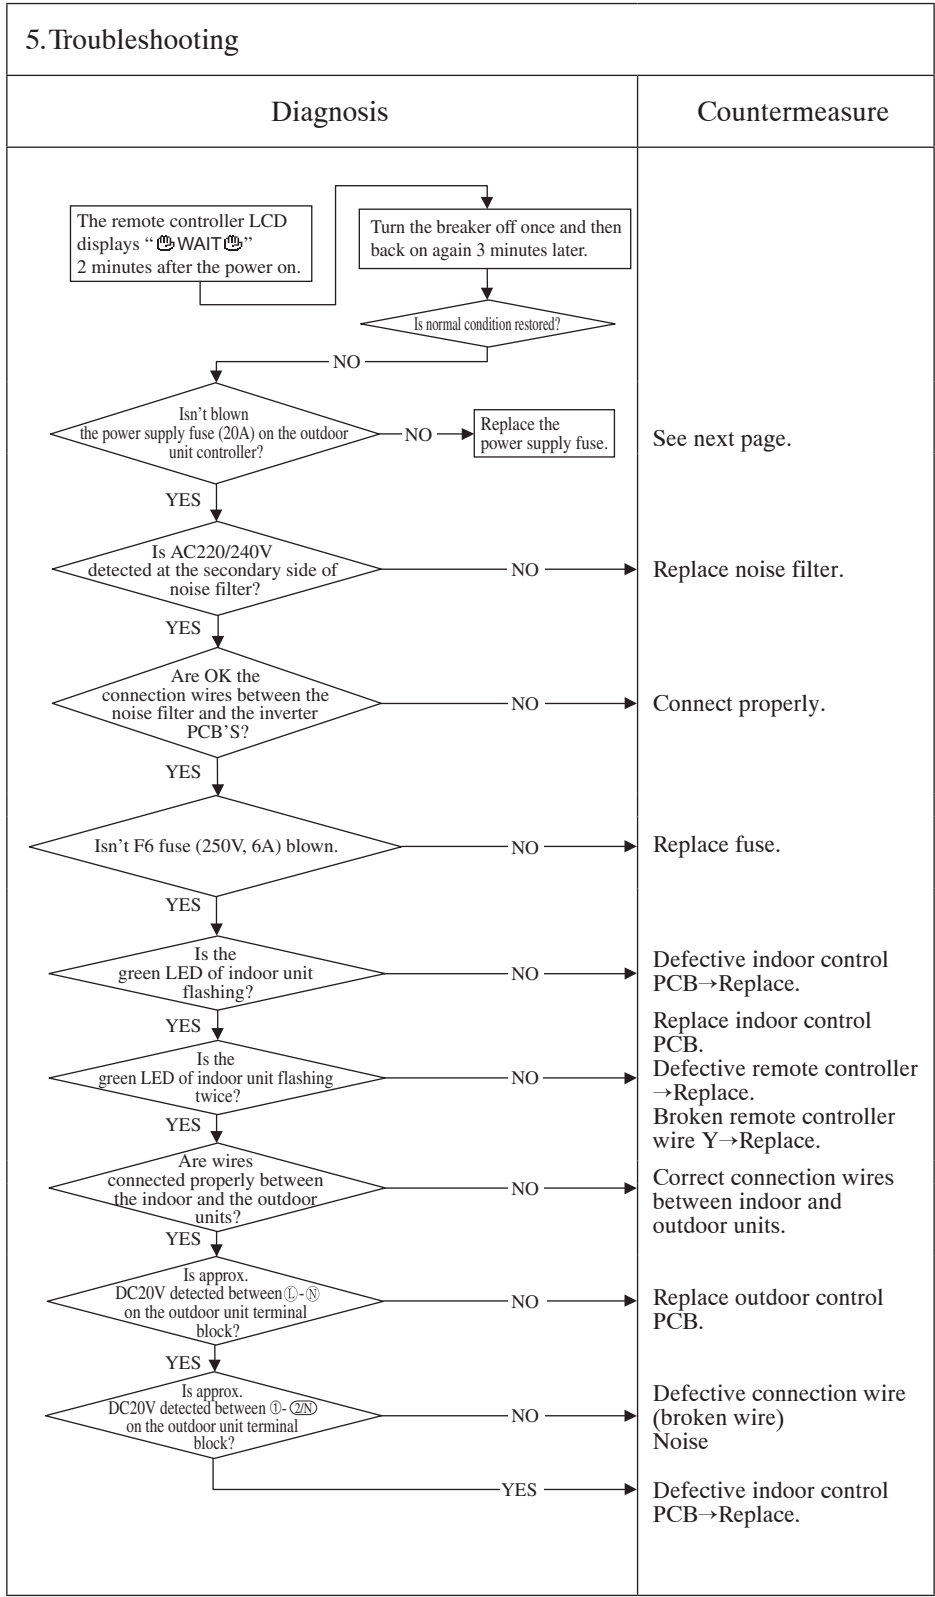 5.Troubleshooting
Diagnosis
Countermeasure
The remote controller LCD
displays “WAIT”
2 minutes after the power on.
Turn the breaker off once and then
back on again 3 minutes later.
Is normal condition restored?
NO
Isn't blown
the power supply fuse (20A) on the outdoor
unit controller?
NO
Replace the
power supply fuse.
See next page.
YES
Is AC220/240V
detected at the secondary side of
noise filter?
NO
Replace noise filter.
YES
Are OK the
connection wires between the
noise filter and the inverter
PCB'S?
NO
Connect properly.
YES
Isn't F6 fuse (250V, 6A) blown.
NO
Replace fuse.
YES
Is the
green LED of indoor unit
flashing?
NO
Defective indoor control
PCB→Replace.
YES
Is the
green LED of indoor unit flashing
twice?
NO
Replace indoor control
PCB.
Defective remote controller
→Replace.
Broken remote controller
wire Y→Replace.
YES
Are wires
connected properly between
the indoor and the outdoor
units?
NO
Correct connection wires
between indoor and
outdoor units.
YES
Is approx.
DC20V detected between Ⓛ-Ⓝ
on the outdoor unit terminal
block?
NO
Replace outdoor control
PCB.
YES
Is approx.
DC20V detected between ①-2/N
on the outdoor unit terminal
block?
NO
Defective connection wire
(broken wire)
Noise
YES
Defective indoor control
PCB→Replace.